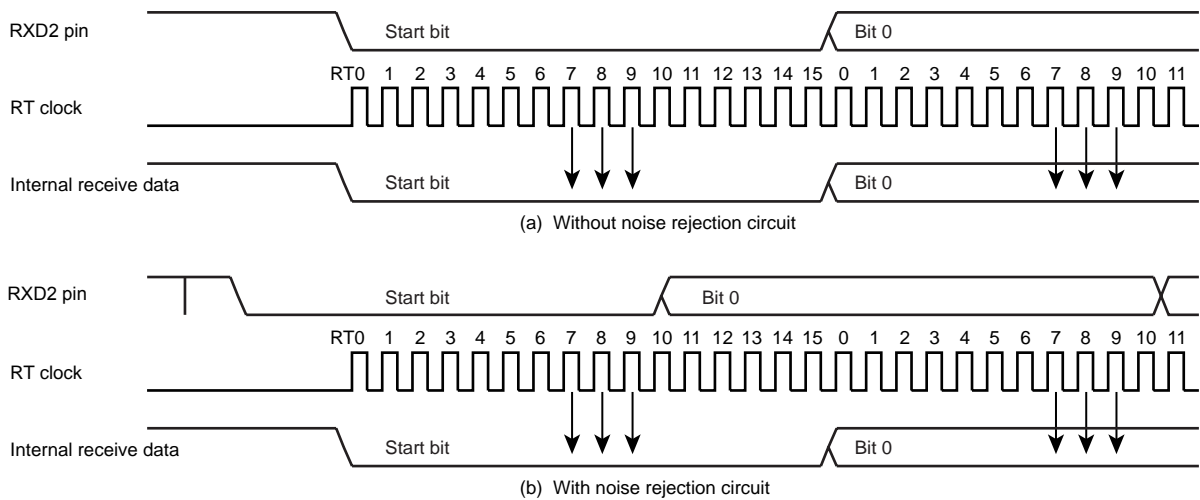 RXD2 pin Start bit Bit 0
RT0 1 2 3 4 5 6 7 8 9 10 11 12 13 14 15 0 1 2 3 4 5 6 7 8 9 10 11
RT clock
Internal receive data Start bit Bit 0
(a) Without noise rejection circuit
RXD2 pin Start bit Bit 0
RT0 1 2 3 4 5 6 7 8 9 10 11 12 13 14 15 0 1 2 3 4 5 6 7 8 9 10 11
RT clock
Internal receive data Start bit Bit 0
(b) With noise rejection circuit